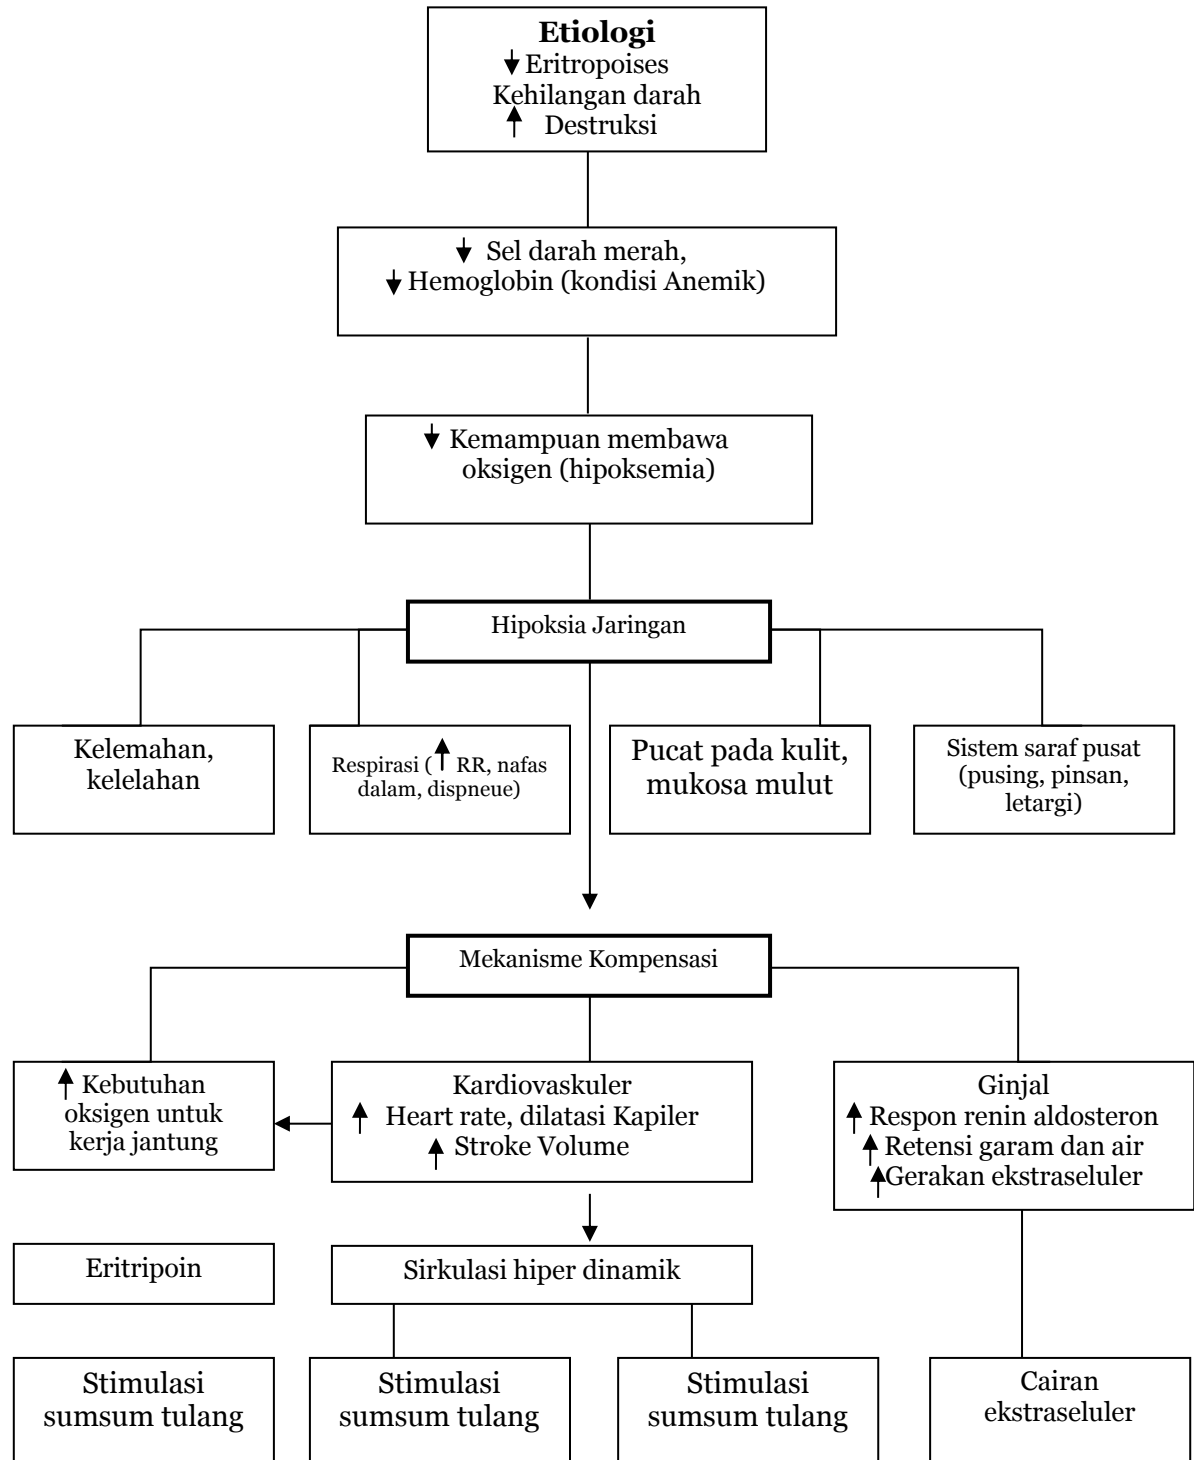 Etiologi
Eritropoises
Kehilangan darah
Destruksi
Sel darah merah,
Hemoglobin (kondisi Anemik)
Kemampuan membawa
oksigen (hipoksemia)
Hipoksia Jaringan
Kelemahan,
kelelahan
Respirasi ( RR, nafas
dalam, dispneue)
Pucat pada kulit,
mukosa mulut
Sistem saraf pusat
(pusing, pinsan,
letargi)
Mekanisme Kompensasi
Kebutuhan
oksigen untuk
kerja jantung
Kardiovaskuler
Heart rate, dilatasi Kapiler
Stroke Volume
Ginjal
Respon renin aldosteron
Retensi garam dan air
Gerakan ekstraseluler
Eritripoin
Sirkulasi hiper dinamik
Stimulasi
sumsum tulang
Stimulasi
sumsum tulang
Stimulasi
sumsum tulang
Cairan
ekstraseluler